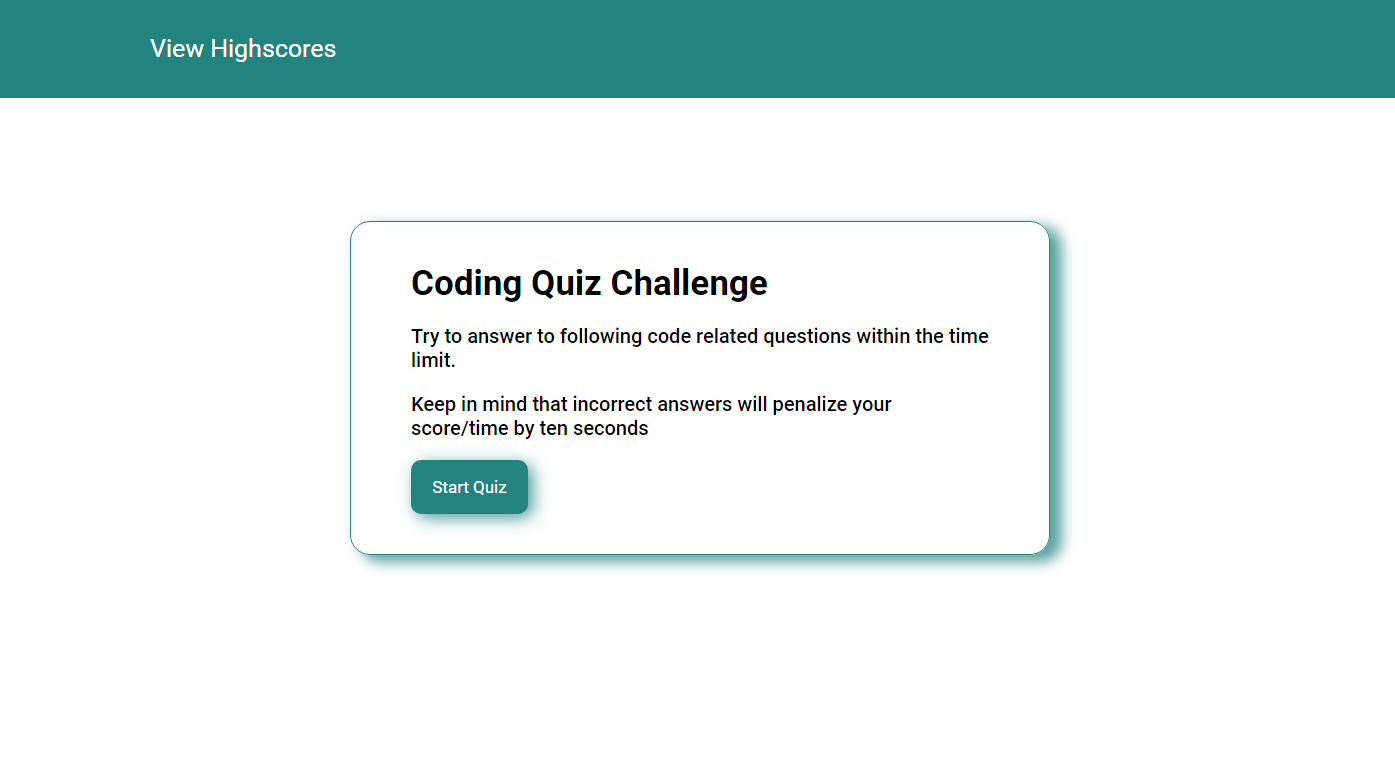 View Highscores
Coding Quiz Challenge
Try to answer to following code related questions within the time
limit.
Keep in mind that incorrect answers will penalize your
score/time by ten seconds
Start Quiz